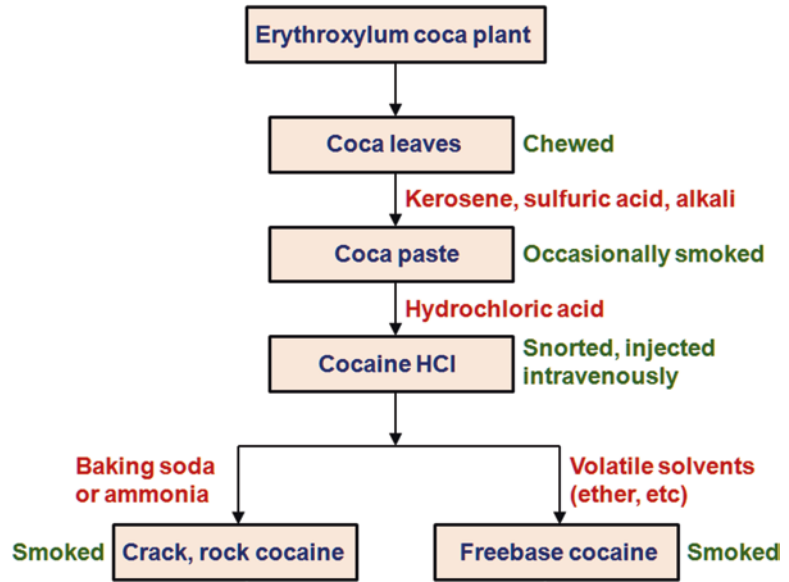 Erythroxylum coca plant
Coca leaves
Chewed
Kerosene, sulfuric acid, alkali
Coca paste
Occasionally smoked
Hydrochloric acid
Cocaine HCl
Snorted, injected
intravenously
Baking soda
or ammonia
Volatile solvents
(ether, etc)
Smoked
Crack, rock cocaine
Freebase cocaine
Smoked